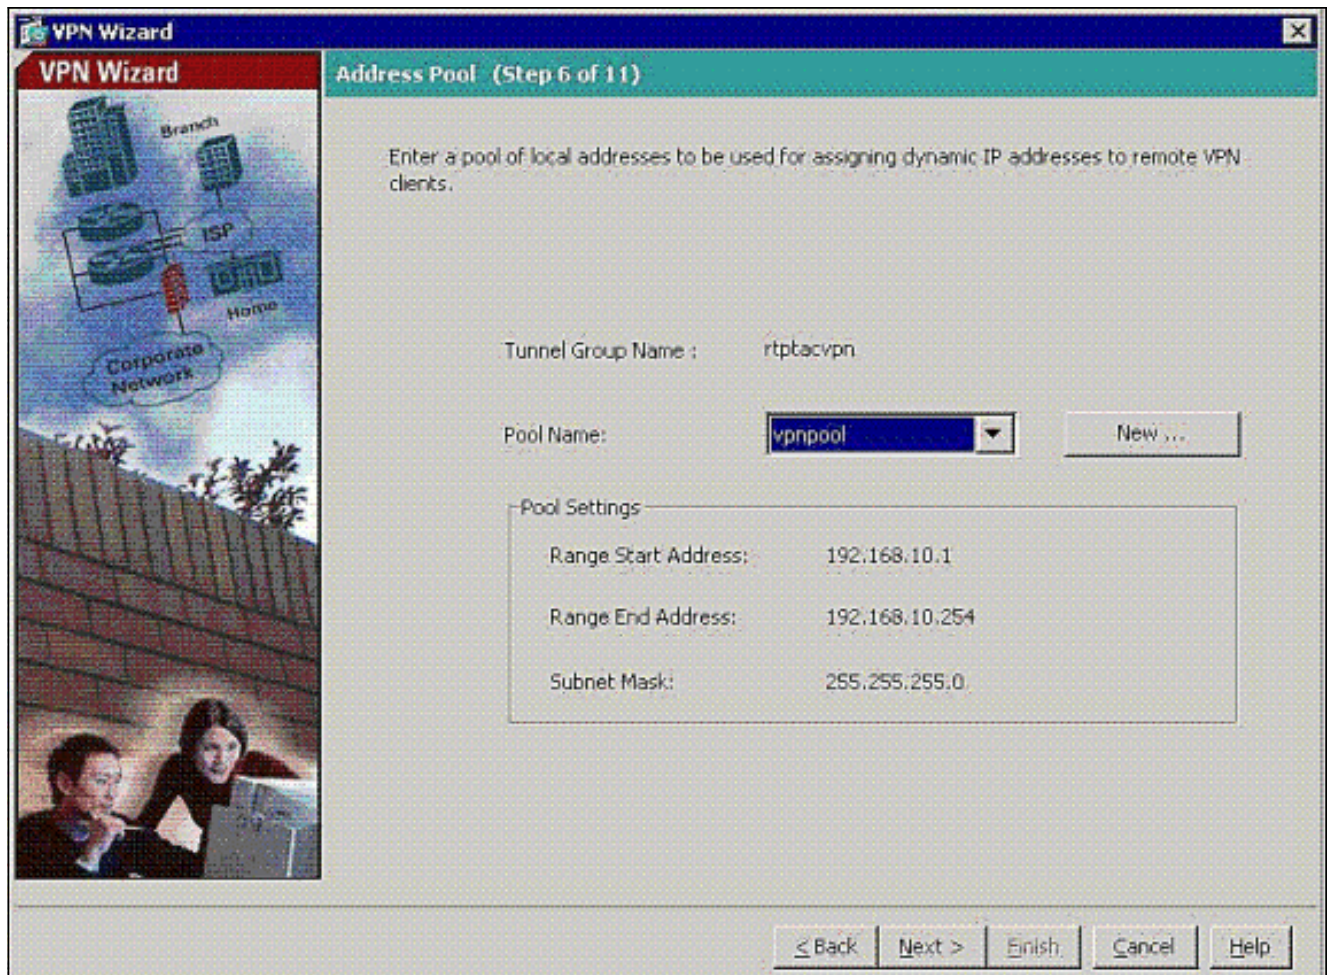 VPN Wizard
VPN Wizard
Address Pool (Step 6 of 11)
Branch
ISP
Home
Corporate
Network
Enter a pool of local addresses to be used for assigning dynamic IP addresses to remote VPN
clients.
Tunnel Group Name : rtptacvpn
Pool Name: vpnpool New ...
Pool Settings
Range Start Address: 192.168.10.1
Range End Address: 192.168.10.254
Subnet Mask: 255.255.255.0
< Back Next > Finish Cancel Help